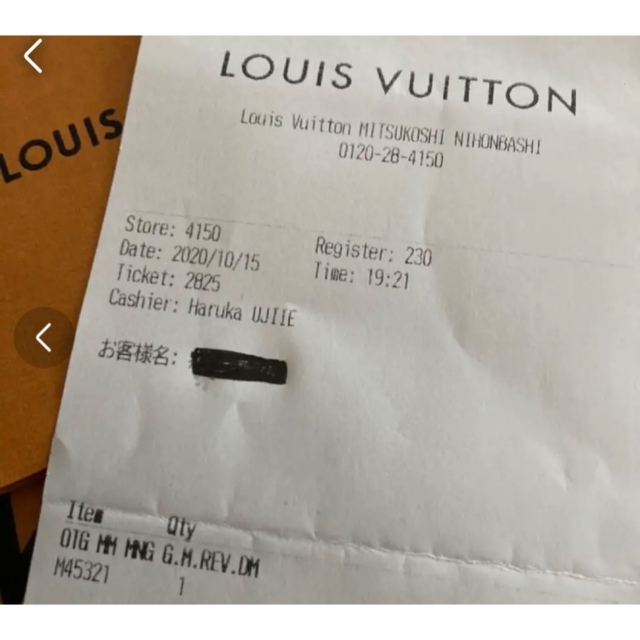 LOUIS VUITTON
Louis Vuitton MITSUKOSHI NIHONBASHI
0120-28-4150
LOUIS
Store: 4150 Register: 230
Date: 2020/10/15 Time: 19:21
Ticket: 2825
Cashier: Haruka UJIIE
お客様名:
Item Qty
OTG MM MNG G.M.REV.DM
M45321 1